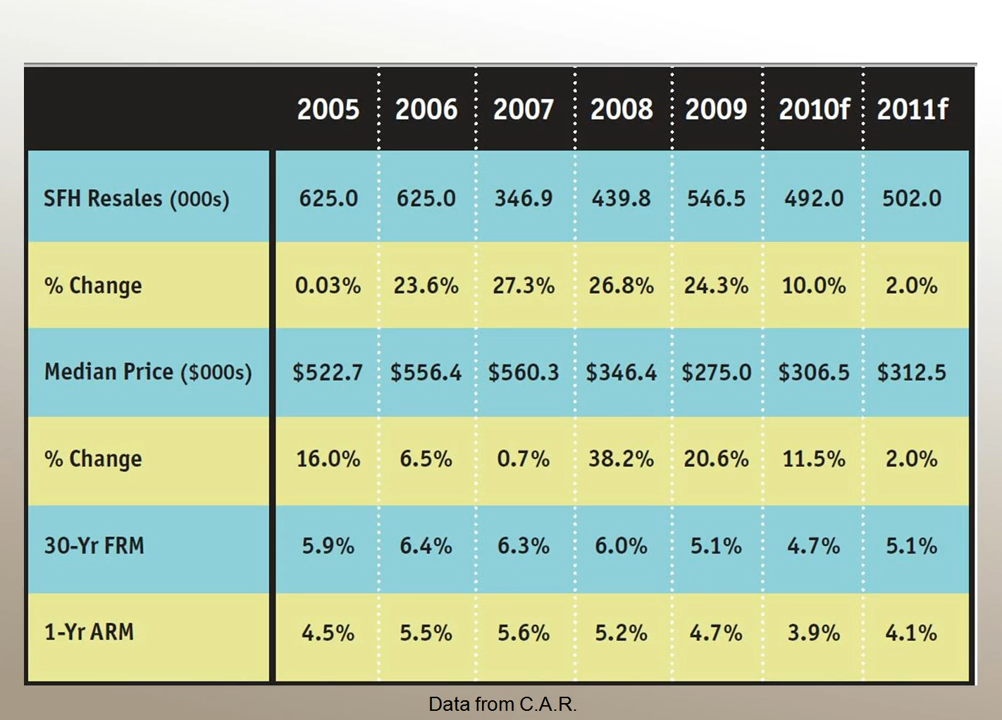 2005 2006 2007 2008 2009 2010f 2011f
SFH Resales (000s) 625.0 625.0 346.9 439.8 546.5 492.0 502.0
% Change 0.03% 23.6% 27.3% 26.8% 24.3% 10.0% 2.0%
Median Price ($000s) $522.7 $556.4 $560.3 $346.4 $275.0 $306.5 $312.5
% Change 16.0% 6.5% 0.7% 38.2% 20.6% 11.5% 2.0%
30-Yr FRM 5.9% 6.4% 6.3% 6.0% 5.1% 4.7% 5.1%
1-Yr ARM 4.5% 5.5% 5.6% 5.2% 4.7% 3.9% 4.1%
Data from C.A.R.